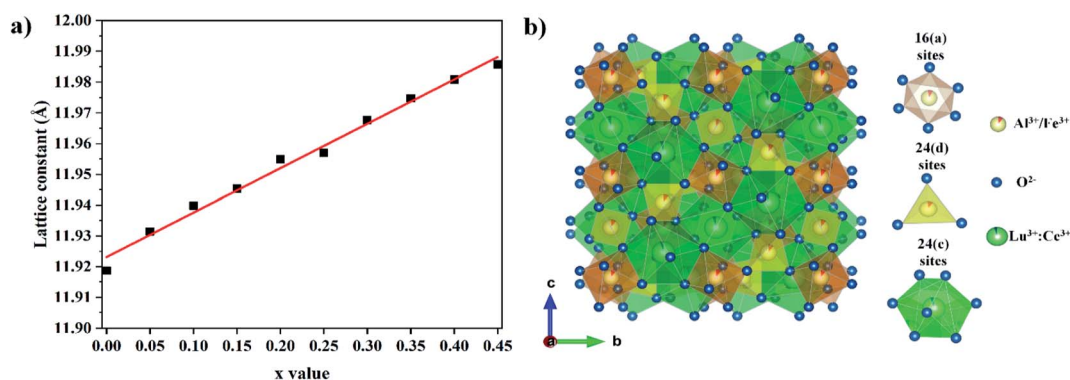 a)
12.00
11.99
11.98
11.97
11.96
11.95
11.94
11.93
11.92
11.91
11.90
Lattice constant (Å)
0.00 0.05 0.10 0.15 0.20 0.25 0.30 0.35 0.40 0.45
x value
b)
c
a
b
16(a)
sites
24(d)
sites
24(c)
sites
Al³⁺/Fe³⁺
O²⁻
Lu³⁺:Ce³⁺